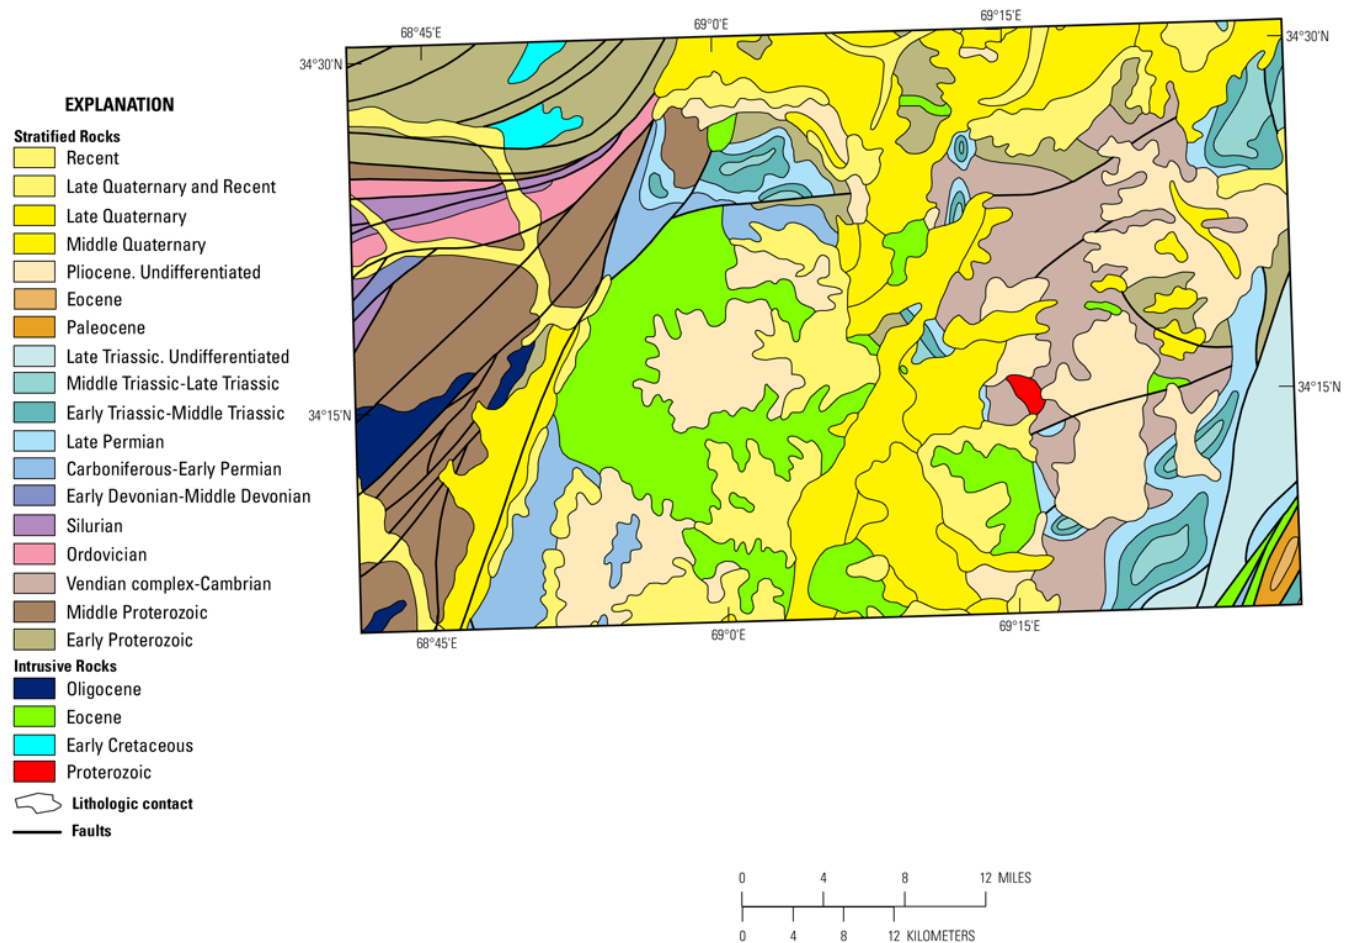 68°45'E
69°0'E
69°15'E
34°30'N
34°30'N
EXPLANATION
Stratified Rocks
Recent
Late Quaternary and Recent
Late Quaternary
Middle Quaternary
Pliocene. Undifferentiated
Eocene
Paleocene
Late Triassic. Undifferentiated
Middle Triassic-Late Triassic
Early Triassic-Middle Triassic
Late Permian
Carboniferous-Early Permian
Early Devonian-Middle Devonian
Silurian
Ordovician
Vendian complex-Cambrian
Middle Proterozoic
Early Proterozoic
Intrusive Rocks
Oligocene
Eocene
Early Cretaceous
Proterozoic
Lithologic contact
Faults
34°15'N
34°15'N
68°45'E
69°0'E
69°15'E
0 4 8 12 MILES
0 4 8 12 KILOMETERS